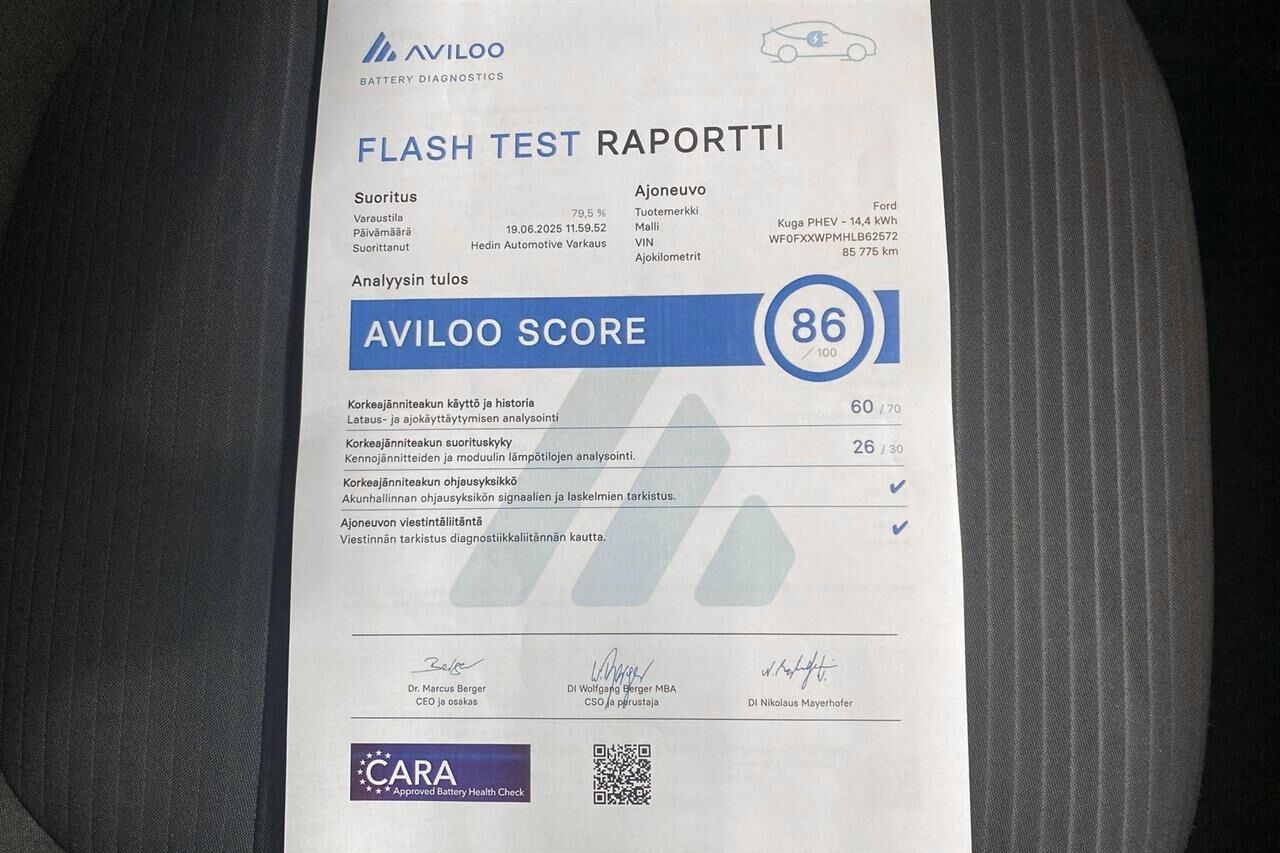 AVILOO
BATTERY DIAGNOSTICS
FLASH TEST RAPORTTI
Suoritus
Varaustila 79,5 %
Päivämäärä 19.06.2025 11.59.52
Suorittanut Hedin Automotive Varkaus
Ajoneuvo
Tuotemerkki Ford
Malli Kuga PHEV - 14,4 kWh
VIN WF0FXXWPMHLB62572
Ajokilometrit 85 775 km
Analyysin tulos
AVILOO SCORE 86 / 100
Korkeajänniteakun käyttö ja historia 60 / 70
Lataus- ja ajokäyttäytymisen analysointi
Korkeajänniteakun suorituskyky 26 / 30
Kennojännitteiden ja moduulin lämpötilojen analysointi.
Korkeajänniteakun ohjausyksikkö ✔
Akunhallinnan ohjausyksikön signaalien ja laskelmien tarkistus.
Ajoneuvon viestintäliitäntä ✔
Viestinnän tarkistus diagnostiikkaliitännän kautta.
Dr. Marcus Berger
CEO ja osakas
DI Wolfgang Berger MBA
CSO ja perustaja
DI Nikolaus Mayerhofer
CARA
Approved Battery Health Check